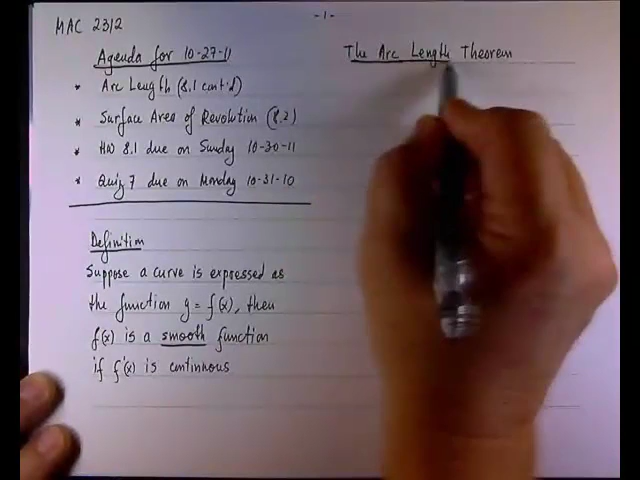 MAC 2312
-1-
Agenda for 10-27-11
* Arc Length (8.1 cont'd)
* Surface Area of Revolution (8.2)
* HW 8.1 due on Sunday 10-30-11
* Quiz 7 due on Monday 10-31-10
Definition
Suppose a curve is expressed as
the function y = f(x), then
f(x) is a smooth function
if f'(x) is continuous
The Arc Length Theorem